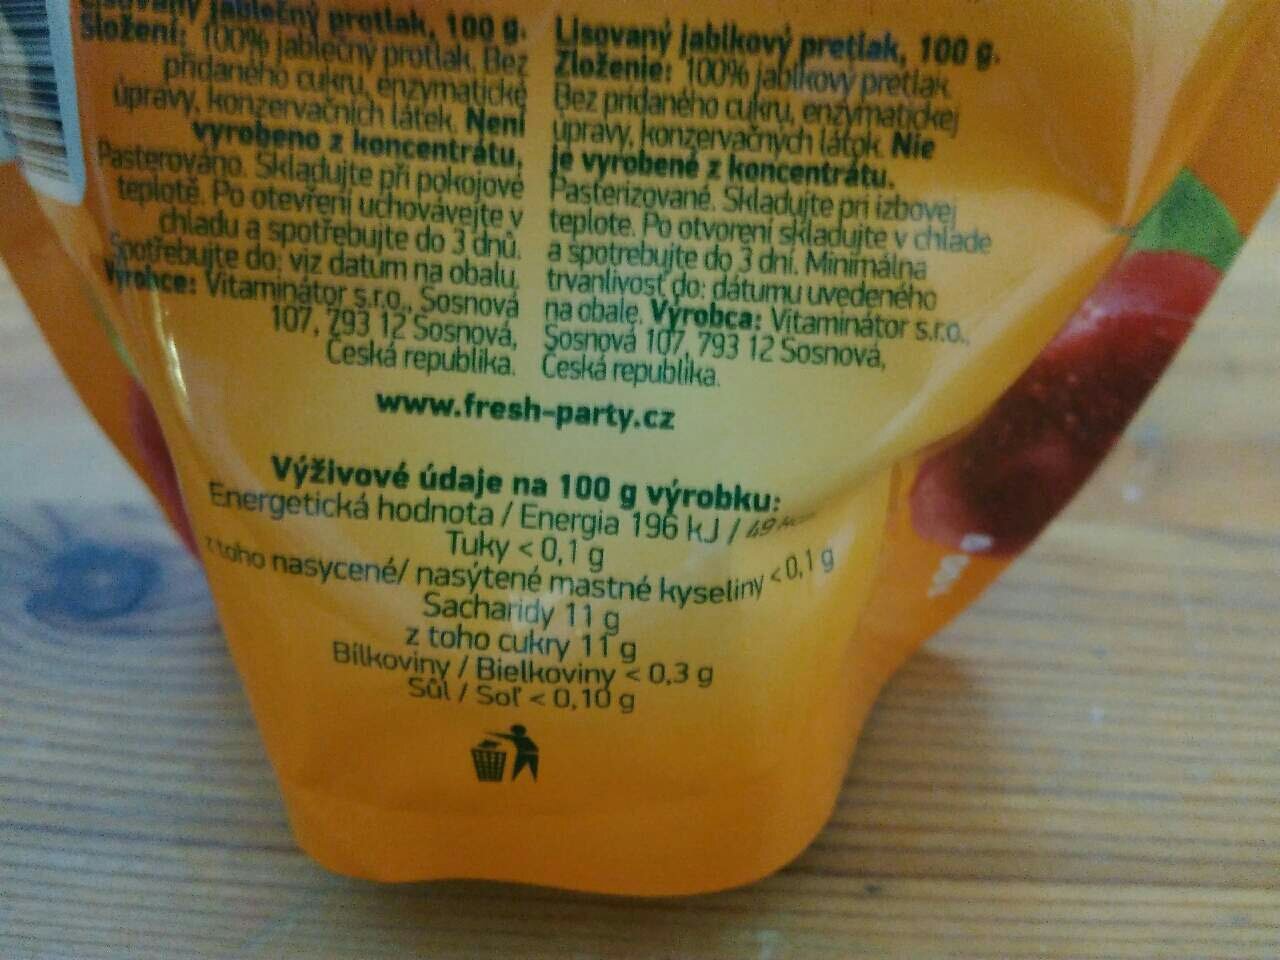 Lisovaný jablečný protlak, 100 g.
Složení: 100% jablečný protlak. Bez
přidaného cukru, enzymatické
úpravy, konzervačních látek. Není
vyrobeno z koncentrátu.
Pasterováno. Skladujte při pokojové
teplotě. Po otevření uchovávejte v
chladu a spotřebujte do 3 dnů.
Spotřebujte do: viz datum na obalu.
Výrobce: Vitaminátor s.r.o., Sosnová
107, 793 12 Sosnová,
Česká republika.
Lisovaný jablkový pretlak, 100 g.
Zloženie: 100% jablkový pretlak.
Bez pridaného cukru, enzymatickej
úpravy, konzervačných látok. Nie
je vyrobené z koncentrátu.
Pasterizované. Skladujte pri izbovej
teplote. Po otvorení skladujte v chlade
a spotrebujte do 3 dní. Minimálna
trvanlivosť do: dátumu uvedeného
na obale. Výrobca: Vitaminátor s.r.o.,
Sosnová 107, 793 12 Sosnová,
Česká republika.
www.fresh-party.cz
Výživové údaje na 100 g výrobku:
Energetická hodnota / Energia 196 kJ / 49
Tuky < 0,1 g
z toho nasycené/ nasýtené mastné kyseliny < 0,1 g
Sacharidy 11 g
z toho cukry 11 g
Bílkoviny / Bielkoviny < 0,3 g
Sůl / Soľ < 0,10 g